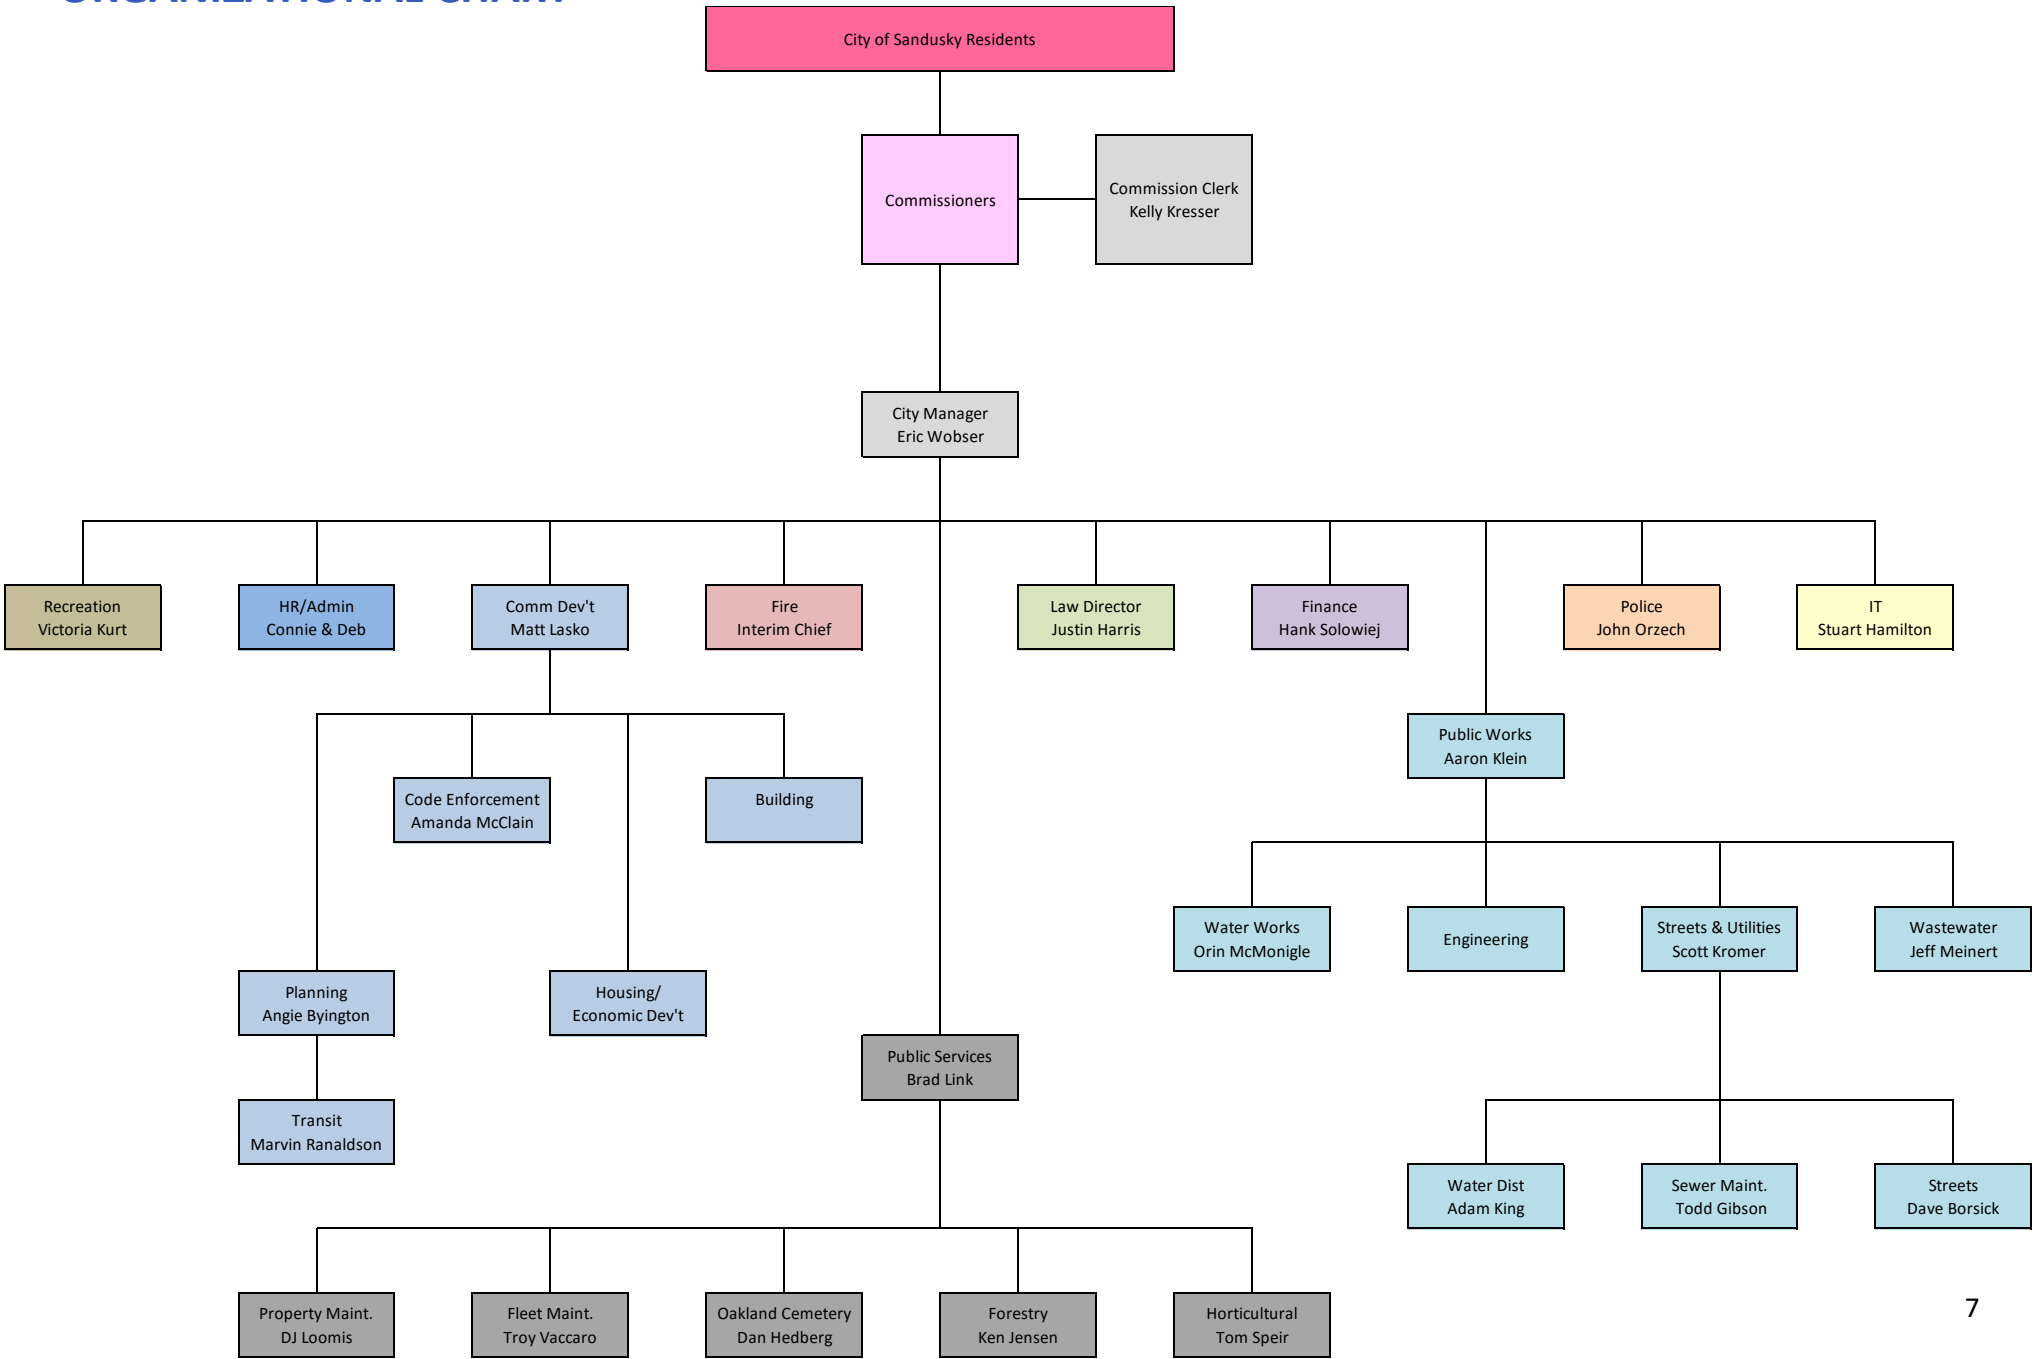 ORGANIZATIONAL CHART
City of Sandusky Residents
Commissioners
Commission Clerk
Kelly Kresser
City Manager
Eric Wobser
Recreation
Victoria Kurt
HR/Admin
Connie & Deb
Comm Dev't
Matt Lasko
Fire
Interim Chief
Law Director
Justin Harris
Finance
Hank Solowiej
Police
John Orzech
IT
Stuart Hamilton
Public Works
Aaron Klein
Code Enforcement
Amanda McClain
Building
Water Works
Orin McMonigle
Engineering
Streets & Utilities
Scott Kromer
Wastewater
Jeff Meinert
Planning
Angie Byington
Housing/
Economic Dev't
Public Services
Brad Link
Transit
Marvin Ranaldson
Water Dist
Adam King
Sewer Maint.
Todd Gibson
Streets
Dave Borsick
Property Maint.
DJ Loomis
Fleet Maint.
Troy Vaccaro
Oakland Cemetery
Dan Hedberg
Forestry
Ken Jensen
Horticultural
Tom Speir
7